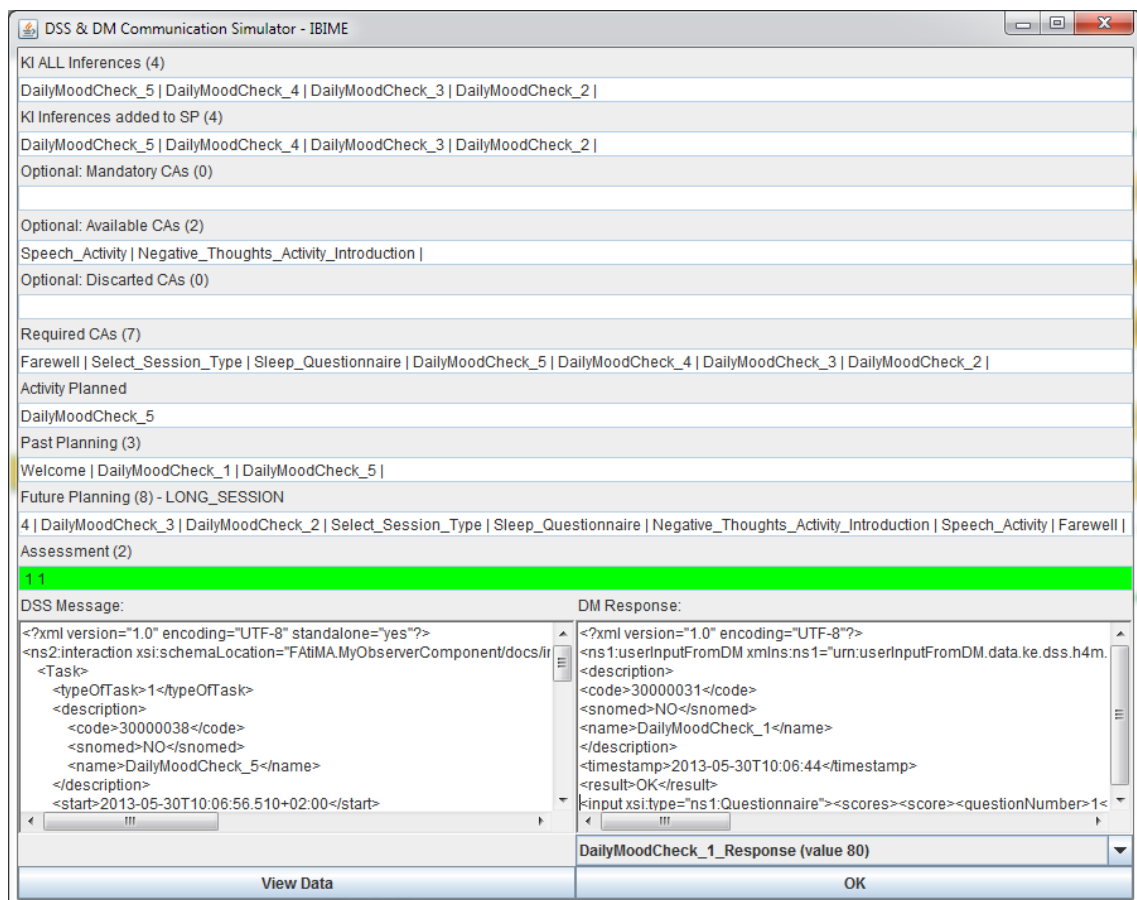 DSS & DM Communication Simulator - IBIME
KI ALL Inferences (4)
DailyMoodCheck_5 | DailyMoodCheck_4 | DailyMoodCheck_3 | DailyMoodCheck_2 |
KI Inferences added to SP (4)
DailyMoodCheck_5 | DailyMoodCheck_4 | DailyMoodCheck_3 | DailyMoodCheck_2 |
Optional: Mandatory CAs (0)
Optional: Available CAs (2)
Speech_Activity | Negative_Thoughts_Activity_Introduction |
Optional: Discarted CAs (0)
Required CAs (7)
Farewell | Select_Session_Type | Sleep_Questionnaire | DailyMoodCheck_5 | DailyMoodCheck_4 | DailyMoodCheck_3 | DailyMoodCheck_2 |
Activity Planned
DailyMoodCheck_5
Past Planning (3)
Welcome | DailyMoodCheck_1 | DailyMoodCheck_5 |
Future Planning (8) - LONG_SESSION
4 | DailyMoodCheck_3 | DailyMoodCheck_2 | Select_Session_Type | Sleep_Questionnaire | Negative_Thoughts_Activity_Introduction | Speech_Activity | Farewell |
Assessment (2)
1 1
DSS Message:
<?xml version="1.0" encoding="UTF-8" standalone="yes"?>
<ns2:interaction xsi:schemaLocation="FAtiMA.MyObserverComponent/docs/ir
<Task>
<typeOfTask>1</typeOfTask>
<description>
<code>30000038</code>
<snomed>NO</snomed>
<name>DailyMoodCheck_5</name>
</description>
<start>2013-05-30T10:06:56.510+02:00</start>
DM Response:
<?xml version="1.0" encoding="UTF-8"?>
<ns1:userInputFromDM xmlns:ns1="urn:userInputFromDM.data.ke.dss.h4m.
<description>
<code>30000031</code>
<snomed>NO</snomed>
<name>DailyMoodCheck_1</name>
</description>
<timestamp>2013-05-30T10:06:44</timestamp>
<result>OK</result>
<input xsi:type="ns1:Questionnaire"><scores><score><questionNumber>1<
DailyMoodCheck_1_Response (value 80)
View Data
OK